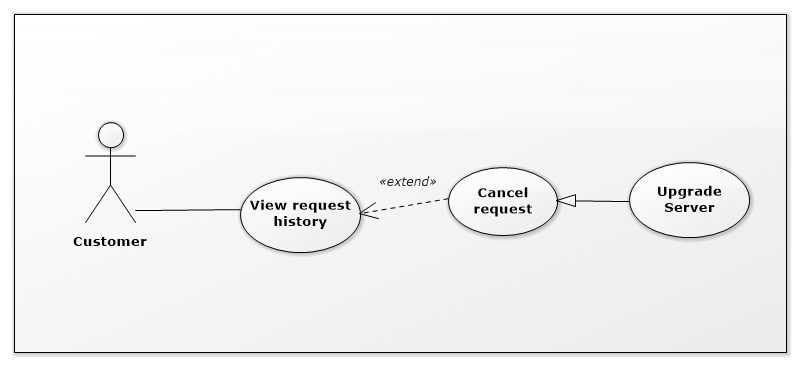 «extend»
View request
history
Cancel
request
Upgrade
Server
Customer